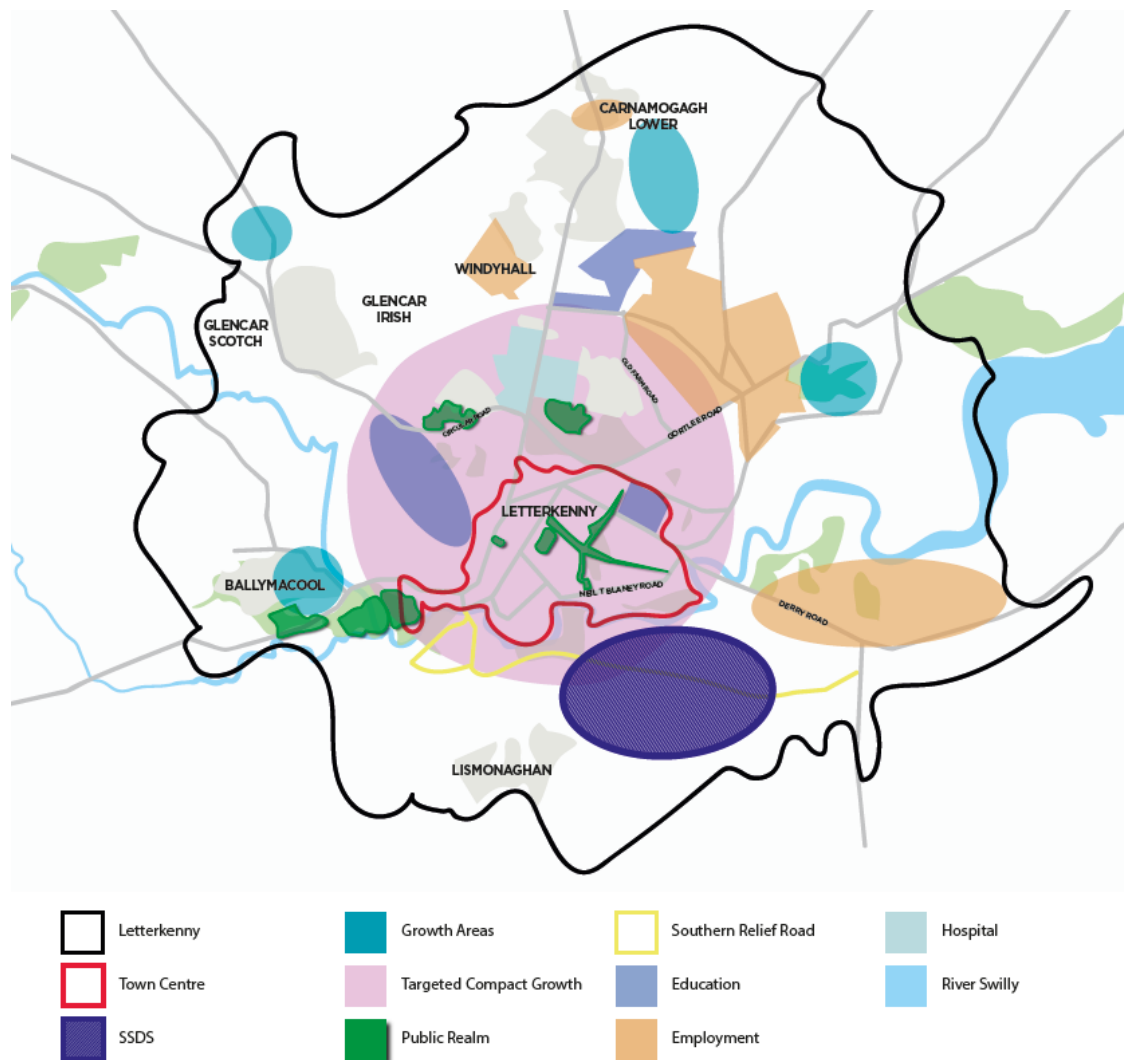 CARNAMOGAGH
LOWER
WINDYHALL
GLENCAR
IRISH
GLENCAR
SCOTCH
OLD FARM ROAD
CIRCULAR ROAD
GORTLEE ROAD
LETTERKENNY
BALLYMACOOL
NEIL T BLANEY ROAD
DERRY ROAD
LISMONAGHAN
Letterkenny
Growth Areas
Southern Relief Road
Hospital
Town Centre
Targeted Compact Growth
Education
River Swilly
SSDS
Public Realm
Employment